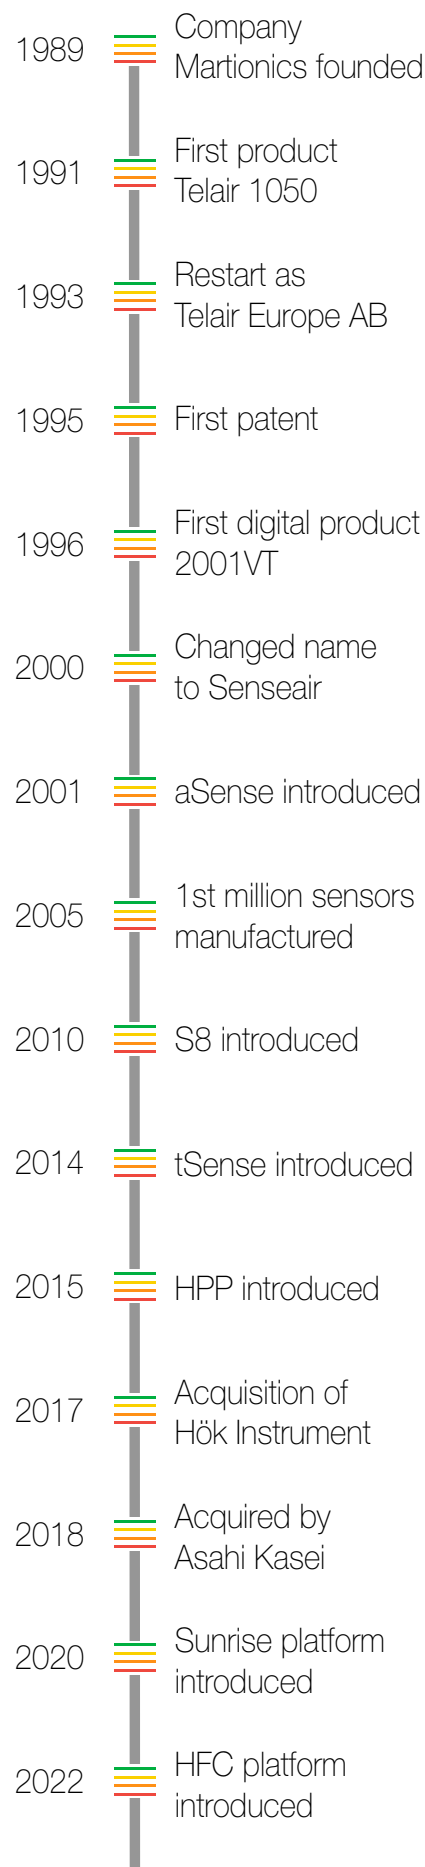 1989
Company
Martionics founded
1991
First product
Telair 1050
1993
Restart as
Telair Europe AB
1995
First patent
1996
First digital product
2001VT
2000
Changed name
to Senseair
2001
aSense introduced
2005
1st million sensors
manufactured
2010
S8 introduced
2014
tSense introduced
2015
HPP introduced
2017
Acquisition of
Hök Instrument
2018
Acquired by
Asahi Kasei
2020
Sunrise platform
introduced
2022
HFC platform
introduced